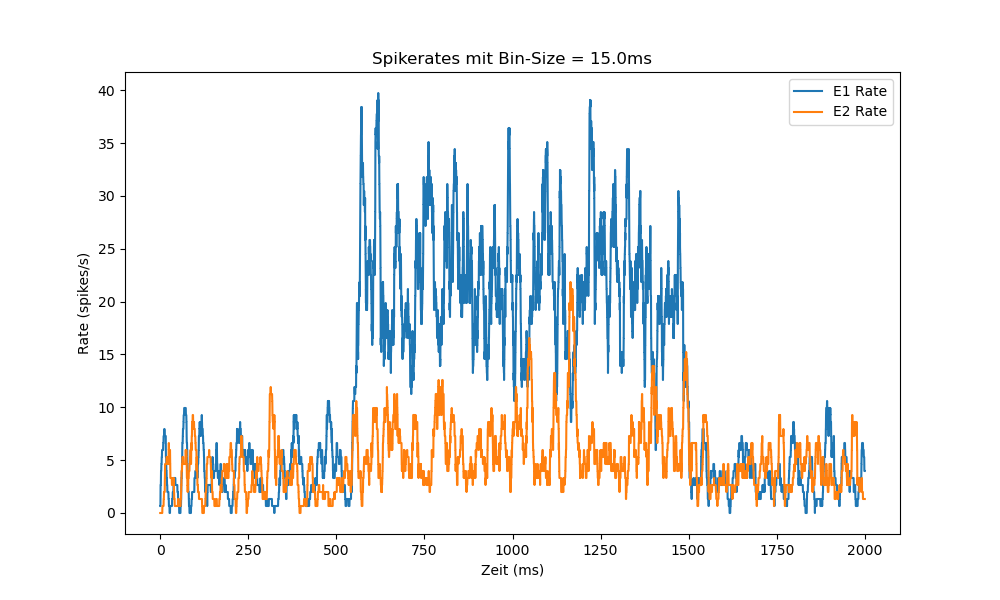 Spikerates mit Bin-Size = 15.0ms
E1 Rate
E2 Rate
Rate (spikes/s)
40
35
30
25
20
15
10
5
0
0 250 500 750 1000 1250 1500 1750 2000
Zeit (ms)